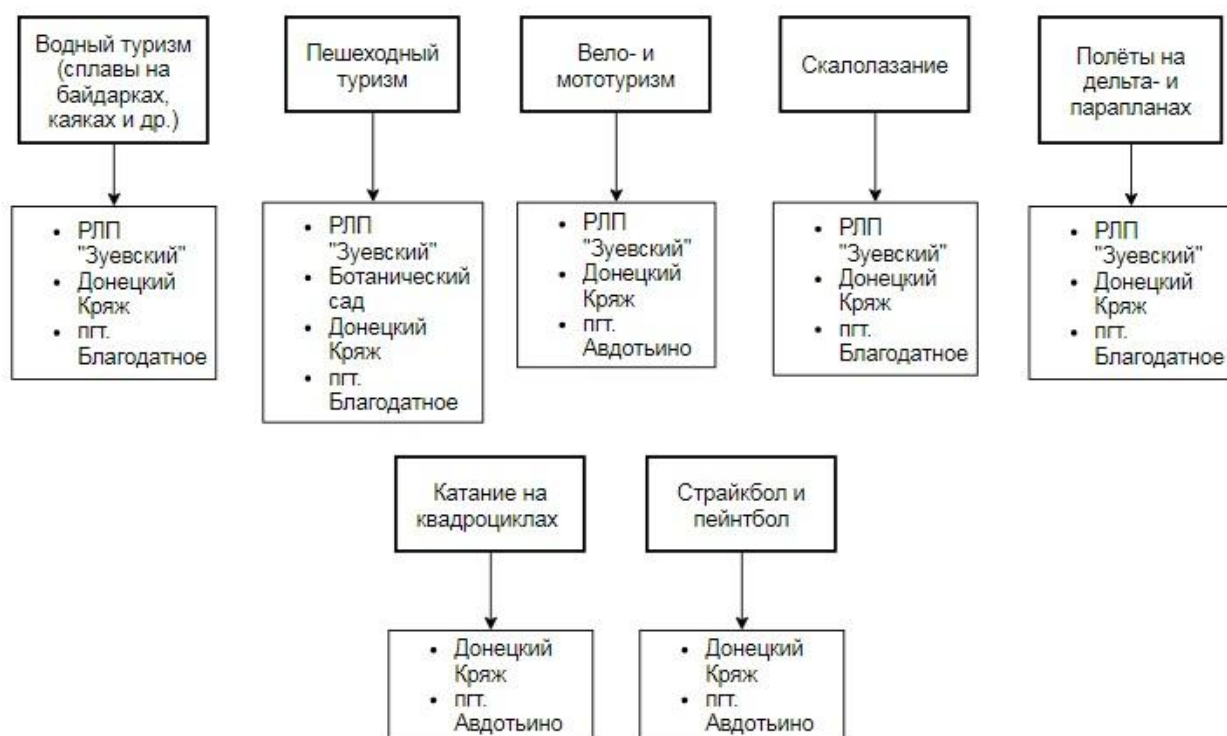 Водный туризм
(сплавы на
байдарках,
каяках и др.)
Пешеходный
туризм
Вело- и
мототуризм
Скалолазание
Полёты на
дельта- и
парапланах
• РЛП
"Зуевский"
• Донецкий
Кряж
• пгт.
Благодатное
• РЛП
"Зуевский"
• Ботанический
сад
• Донецкий
Кряж
• пгт.
Благодатное
• РЛП
"Зуевский"
• Донецкий
Кряж
• пгт.
Авдотьино
• РЛП
"Зуевский"
• Донецкий
Кряж
• пгт.
Благодатное
• РЛП
"Зуевский"
• Донецкий
Кряж
• пгт.
Благодатное
Катание на
квадроциклах
Страйкбол и
пейнтбол
• Донецкий
Кряж
• пгт.
Авдотьино
• Донецкий
Кряж
• пгт.
Авдотьино